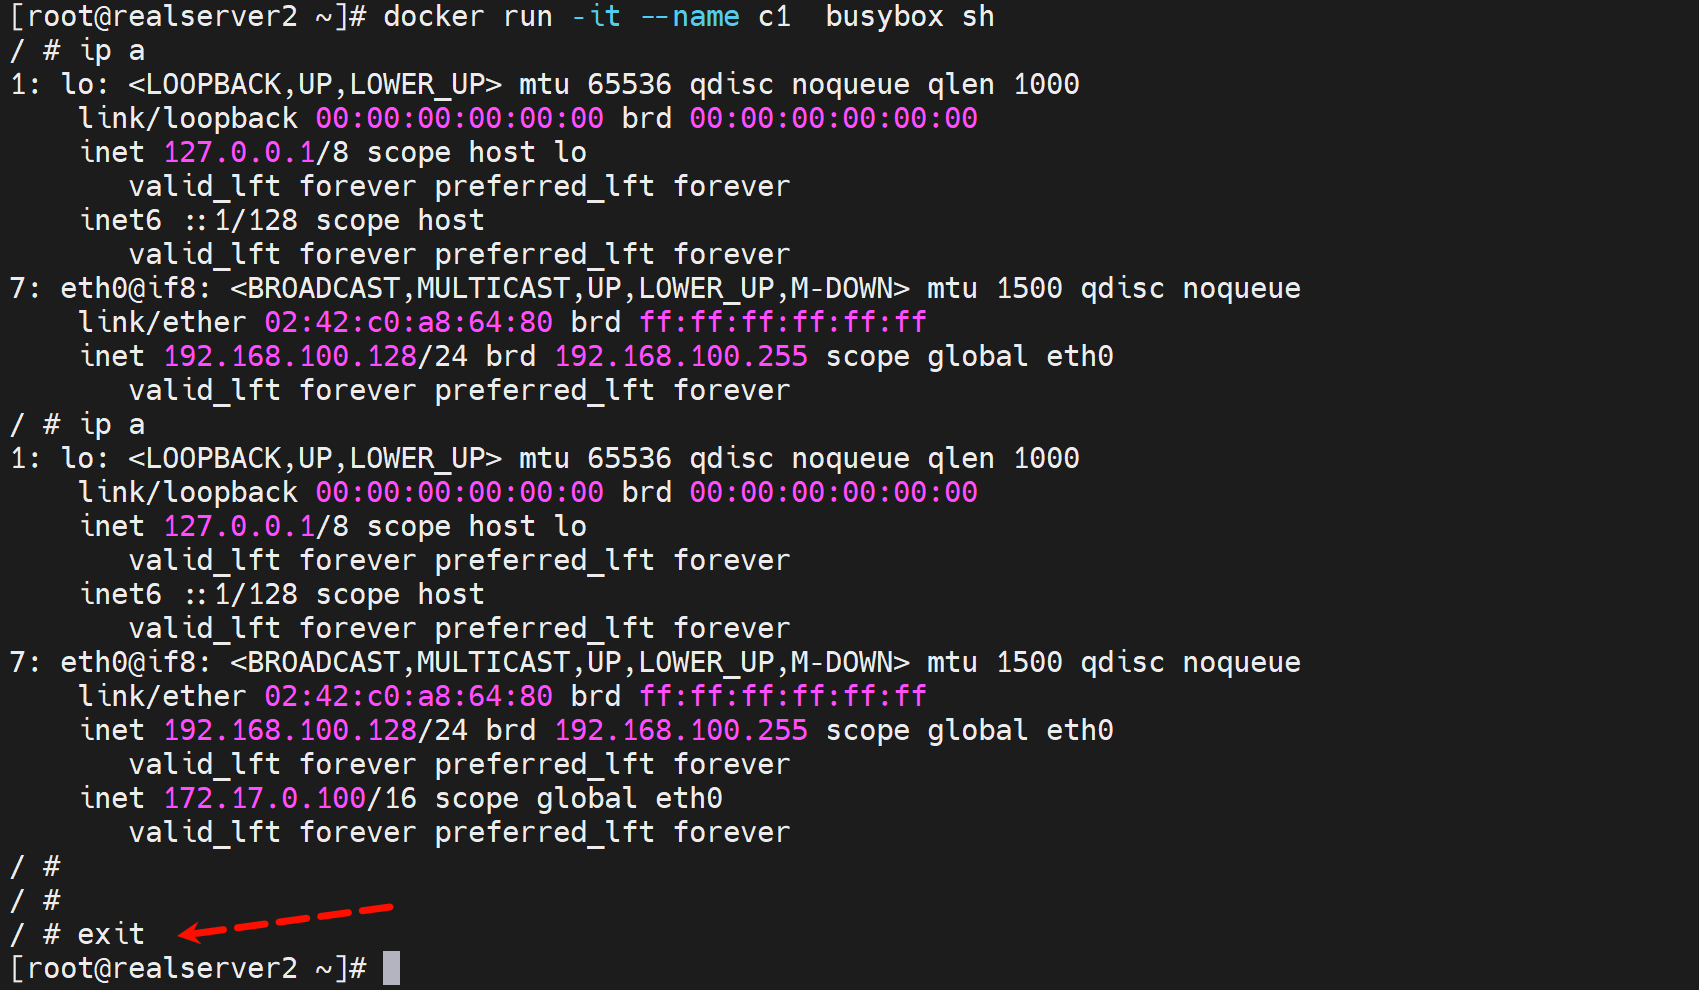 [root@realserver2 ~]# docker run -it --name c1  busybox sh
/ # ip a
1: lo: <LOOPBACK,UP,LOWER_UP> mtu 65536 qdisc noqueue qlen 1000
    link/loopback 00:00:00:00:00:00 brd 00:00:00:00:00:00
    inet 127.0.0.1/8 scope host lo
       valid_lft forever preferred_lft forever
    inet6 ::1/128 scope host
       valid_lft forever preferred_lft forever
7: eth0@if8: <BROADCAST,MULTICAST,UP,LOWER_UP,M-DOWN> mtu 1500 qdisc noqueue
    link/ether 02:42:c0:a8:64:80 brd ff:ff:ff:ff:ff:ff
    inet 192.168.100.128/24 brd 192.168.100.255 scope global eth0
       valid_lft forever preferred_lft forever
/ # ip a
1: lo: <LOOPBACK,UP,LOWER_UP> mtu 65536 qdisc noqueue qlen 1000
    link/loopback 00:00:00:00:00:00 brd 00:00:00:00:00:00
    inet 127.0.0.1/8 scope host lo
       valid_lft forever preferred_lft forever
    inet6 ::1/128 scope host
       valid_lft forever preferred_lft forever
7: eth0@if8: <BROADCAST,MULTICAST,UP,LOWER_UP,M-DOWN> mtu 1500 qdisc noqueue
    link/ether 02:42:c0:a8:64:80 brd ff:ff:ff:ff:ff:ff
    inet 192.168.100.128/24 brd 192.168.100.255 scope global eth0
       valid_lft forever preferred_lft forever
    inet 172.17.0.100/16 scope global eth0
       valid_lft forever preferred_lft forever
/ #
/ #
/ # exit
[root@realserver2 ~]#